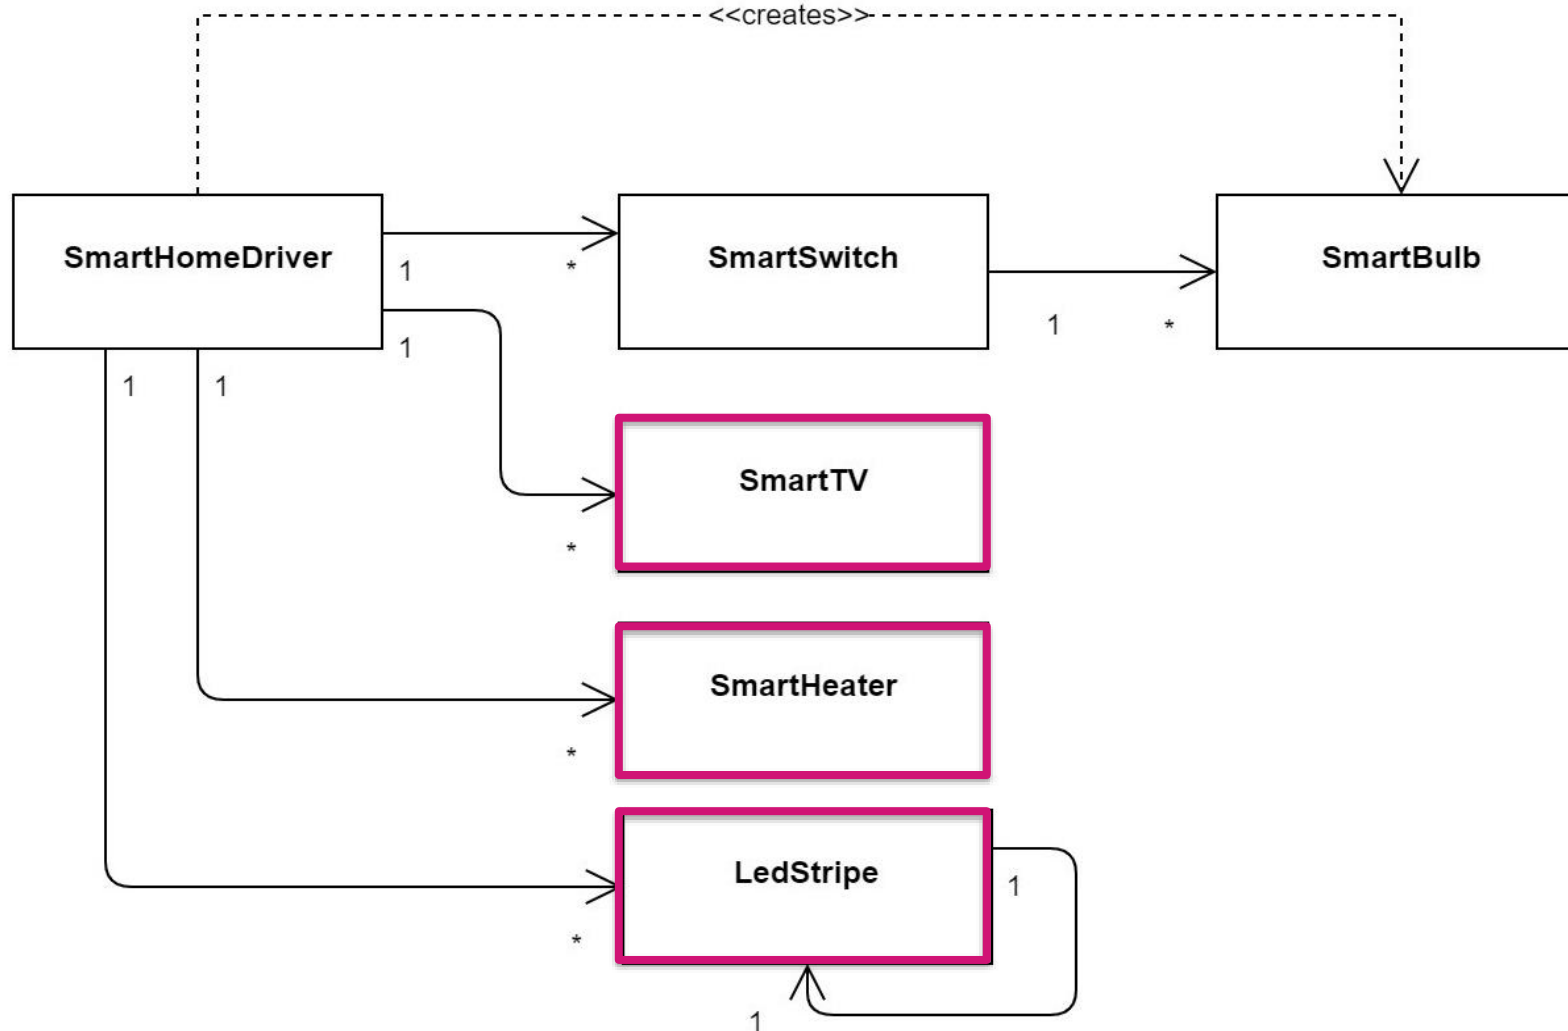 <<creates>>
SmartHomeDriver
SmartSwitch
SmartBulb
1
*
1
*
1
1
1
SmartTV
*
SmartHeater
*
LedStripe
1
*
1